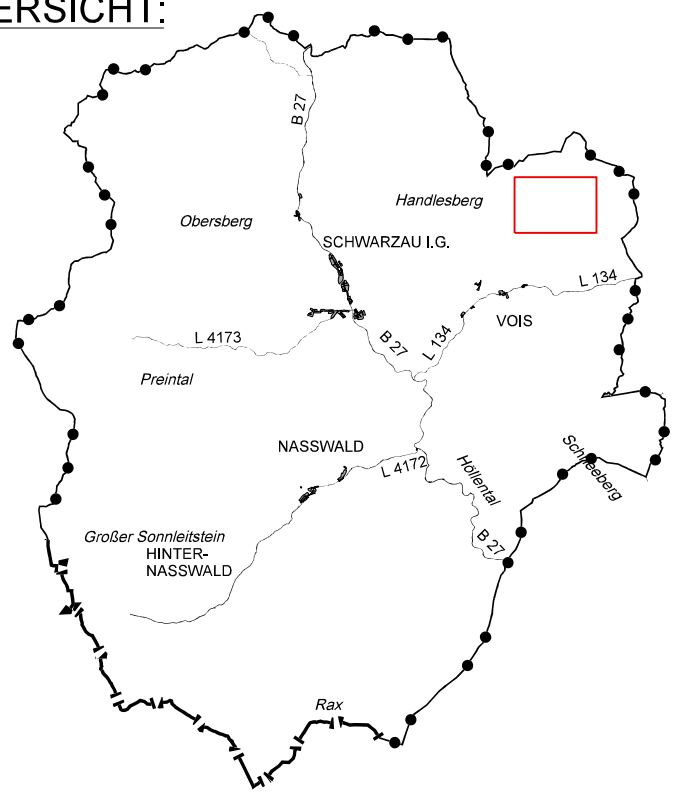 ERSICHT:
B 27
Handlesberg
Obersberg
SCHWARZAU I.G.
L 134
VOIS
L 4173
B 27
L 134
Preintal
NASSWALD
L 4172
Höllental
Schneeberg
B 27
Großer Sonnleitstein
HINTER-
NASSWALD
Rax